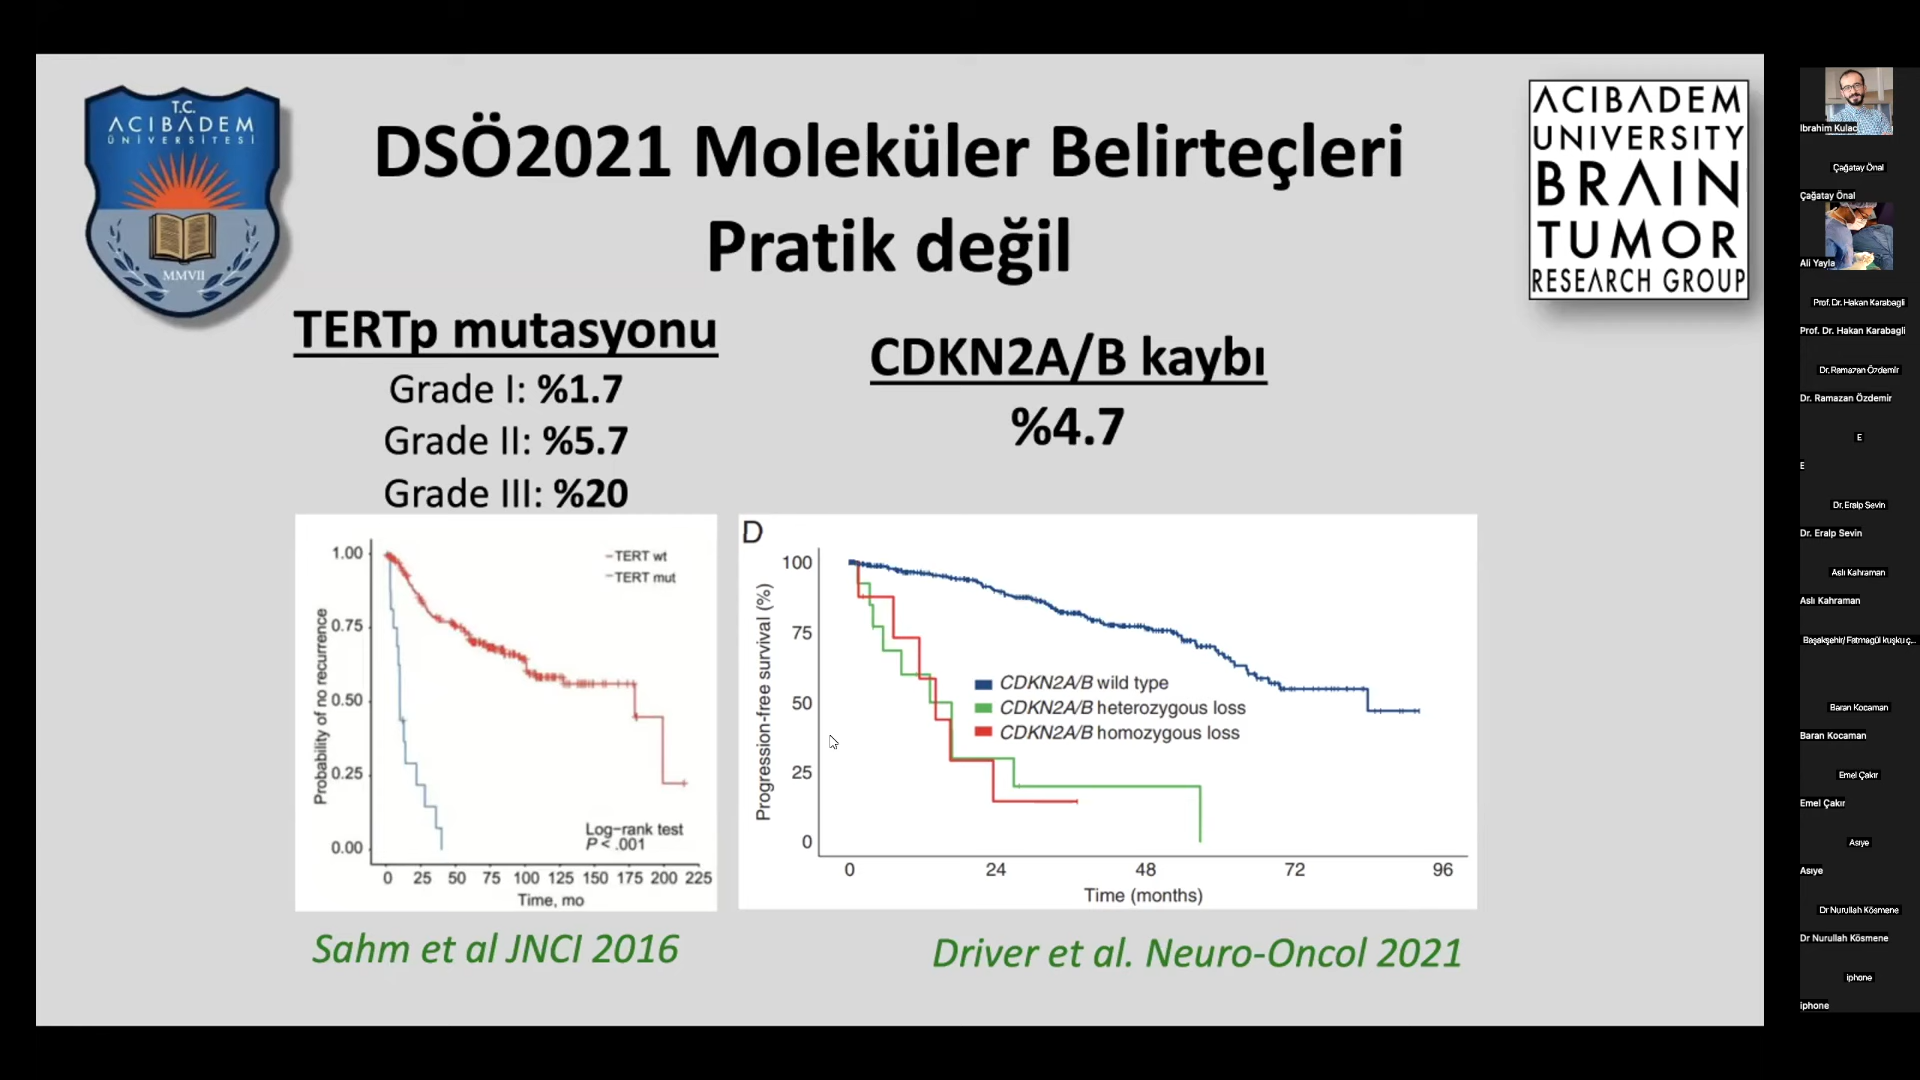 T.C.
ACIBADEM
ÜNİVERSİTESİ
MMVII
DSÖ2021 Moleküler Belirteçleri
Pratik değil
ACIBADEM
UNIVERSITY
BRAIN
TUMOR
RESEARCH GROUP
TERTp mutasyonu
Grade I: %1.7
Grade II: %5.7
Grade III: %20
CDKN2A/B kaybı
%4.7
TERT wt
TERT mut
Probability of no recurrence
1.00
0.75
0.50
0.25
0.00
Log-rank test
P < .001
0 25 50 75 100 125 150 175 200 225
Time, mo
Sahm et al JNCI 2016
D
Progression-free survival (%)
100
75
50
25
0
CDKN2A/B wild type
CDKN2A/B heterozygous loss
CDKN2A/B homozygous loss
0 24 48 72 96
Time (months)
Driver et al. Neuro-Oncol 2021
Ibrahim Kulac
Çağatay Önal
Çağatay Önal
Ali Yayla
Prof. Dr. Hakan Karabagli
Prof. Dr. Hakan Karabagli
Dr. Ramazan Özdemir
Dr. Ramazan Özdemir
E
E
Dr. Eralp Sevin
Dr. Eralp Sevin
Aslı Kahraman
Aslı Kahraman
Başakşehir/ Fatmagül kuşku ç...
Baran Kocaman
Baran Kocaman
Emel Çakır
Emel Çakır
Asıye
Asıye
Dr Nurullah Kösmene
Dr Nurullah Kösmene
iphone
iphone